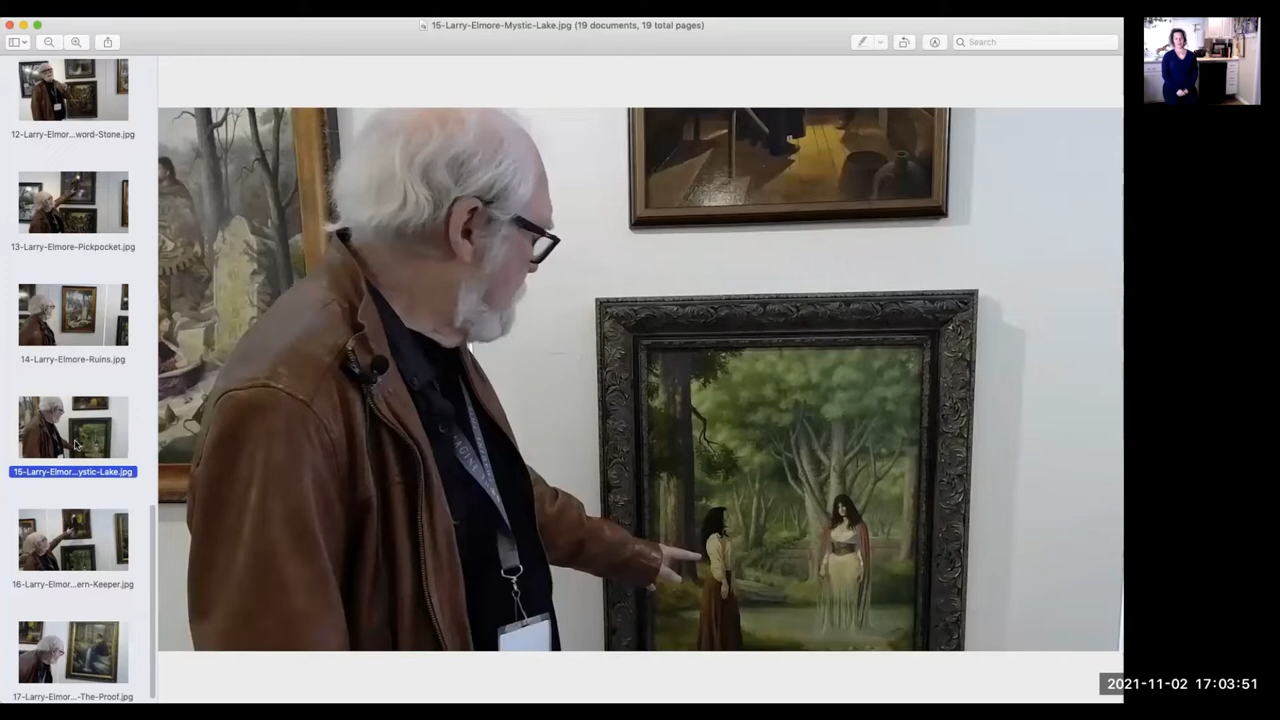 15-Larry-Elmore-Mystic-Lake.jpg (19 documents, 19 total pages)
Search
12-Larry-Elmor...word-Stone.jpg
13-Larry-Elmore-Pickpocket.jpg
14-Larry-Elmore-Ruins.jpg
15-Larry-Elmor...ystic-Lake.jpg
16-Larry-Elmor...ern-Keeper.jpg
17-Larry-Elmor...-The-Proof.jpg
2021-11-02 17:03:51